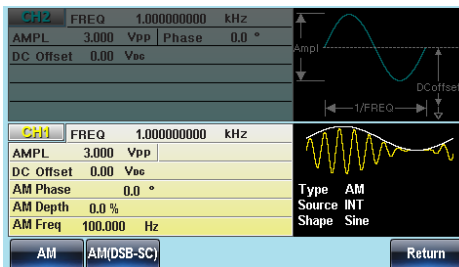 CH2 FREQ 1.000000000 kHz
AMPL 3.000 Vpp Phase 0.0 °
DC Offset 0.00 VDC
Ampl
DCoffset
1/FREQ
CH1 FREQ 1.000000000 kHz
AMPL 3.000 Vpp
DC Offset 0.00 VDC
AM Phase 0.0 °
AM Depth 0.0 %
AM Freq 100.000 Hz
Type AM
Source INT
Shape Sine
AM AM(DSB-SC) Return